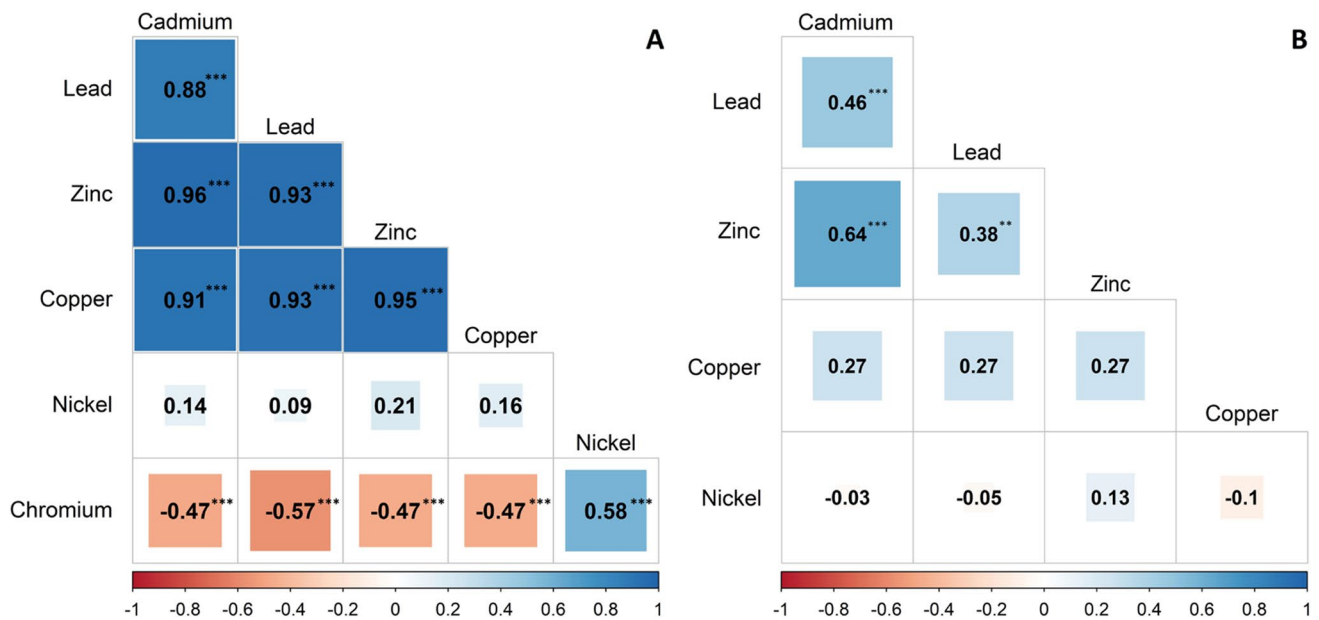 Cadmium
A
Lead 0.88***
Lead
Zinc 0.96*** 0.93***
Zinc
Copper 0.91*** 0.93*** 0.95***
Copper
Nickel 0.14 0.09 0.21 0.16
Nickel
Chromium -0.47*** -0.57*** -0.47*** -0.47*** 0.58***
-1 -0.8 -0.6 -0.4 -0.2 0 0.2 0.4 0.6 0.8 1
Cadmium
B
Lead 0.46***
Lead
Zinc 0.64*** 0.38**
Zinc
Copper 0.27 0.27 0.27
Copper
Nickel -0.03 -0.05 0.13 -0.1
-1 -0.8 -0.6 -0.4 -0.2 0 0.2 0.4 0.6 0.8 1